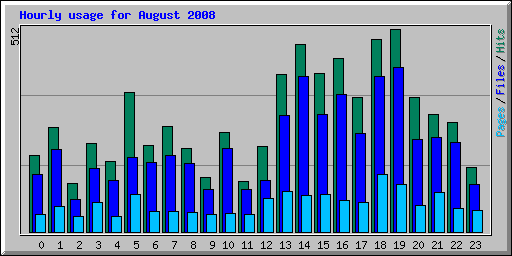 Hourly usage for August 2008
512
Pages / Files / Hits
0 1 2 3 4 5 6 7 8 9 10 11 12 13 14 15 16 17 18 19 20 21 22 23